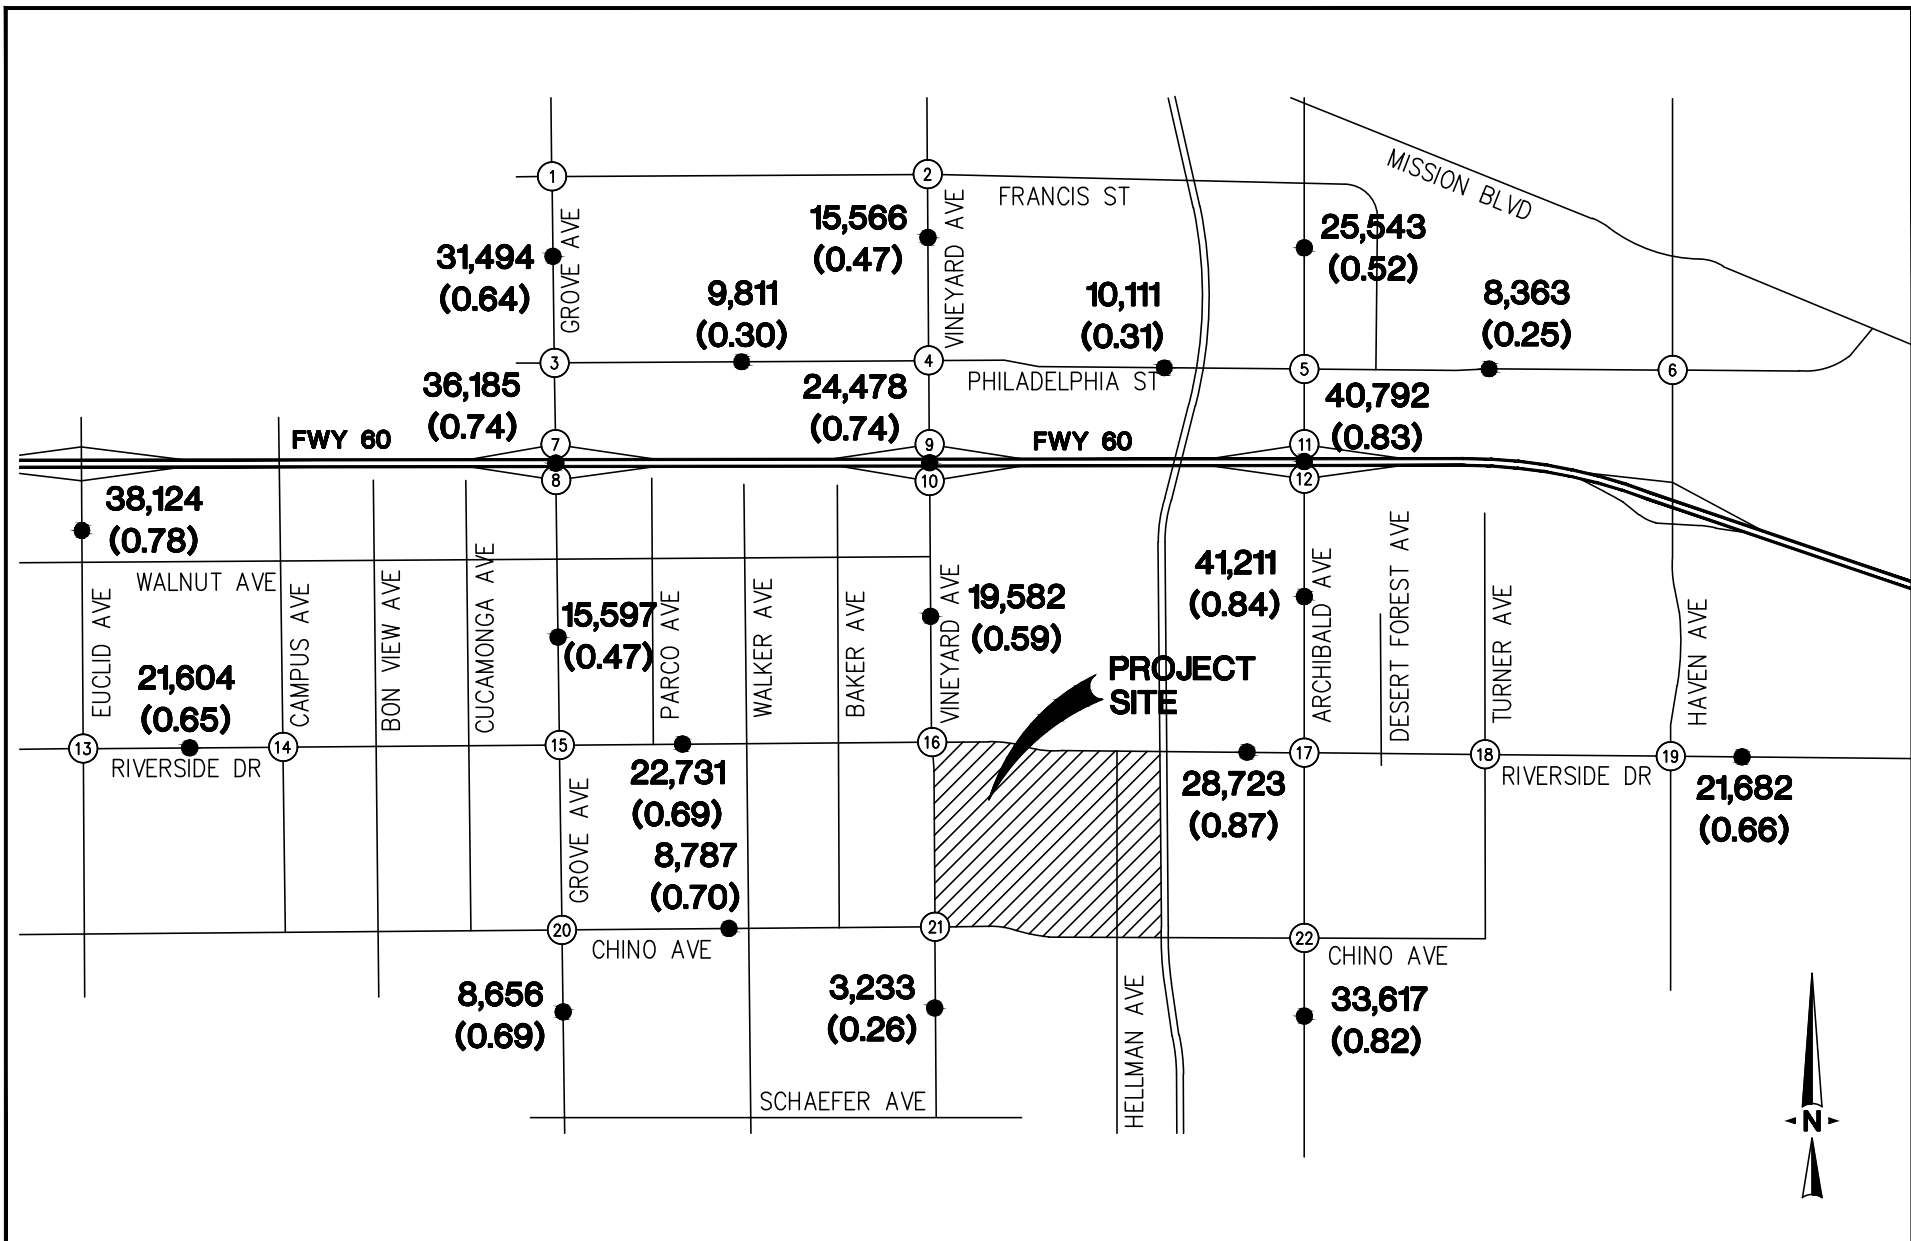 1
2
FRANCIS ST
MISSION BLVD
GROVE AVE
31,494
(0.64)
15,566
(0.47)
VINEYARD AVE
25,543
(0.52)
9,811
(0.30)
10,111
(0.31)
8,363
(0.25)
3
4
PHILADELPHIA ST
5
6
36,185
(0.74)
24,478
(0.74)
40,792
(0.83)
FWY 60
7
8
9
10
FWY 60
11
12
38,124
(0.78)
WALNUT AVE
EUCLID AVE
CAMPUS AVE
BON VIEW AVE
CUCAMONGA AVE
15,597
(0.47)
PARCO AVE
WALKER AVE
BAKER AVE
VINEYARD AVE
19,582
(0.59)
41,211
(0.84)
ARCHIBALD AVE
DESERT FOREST AVE
TURNER AVE
HAVEN AVE
21,604
(0.65)
PROJECT
SITE
13
14
15
16
17
18
19
RIVERSIDE DR
RIVERSIDE DR
22,731
(0.69)
28,723
(0.87)
21,682
(0.66)
GROVE AVE
8,787
(0.70)
20
21
22
CHINO AVE
CHINO AVE
8,656
(0.69)
3,233
(0.26)
HELLMAN AVE
33,617
(0.82)
SCHAEFER AVE
N